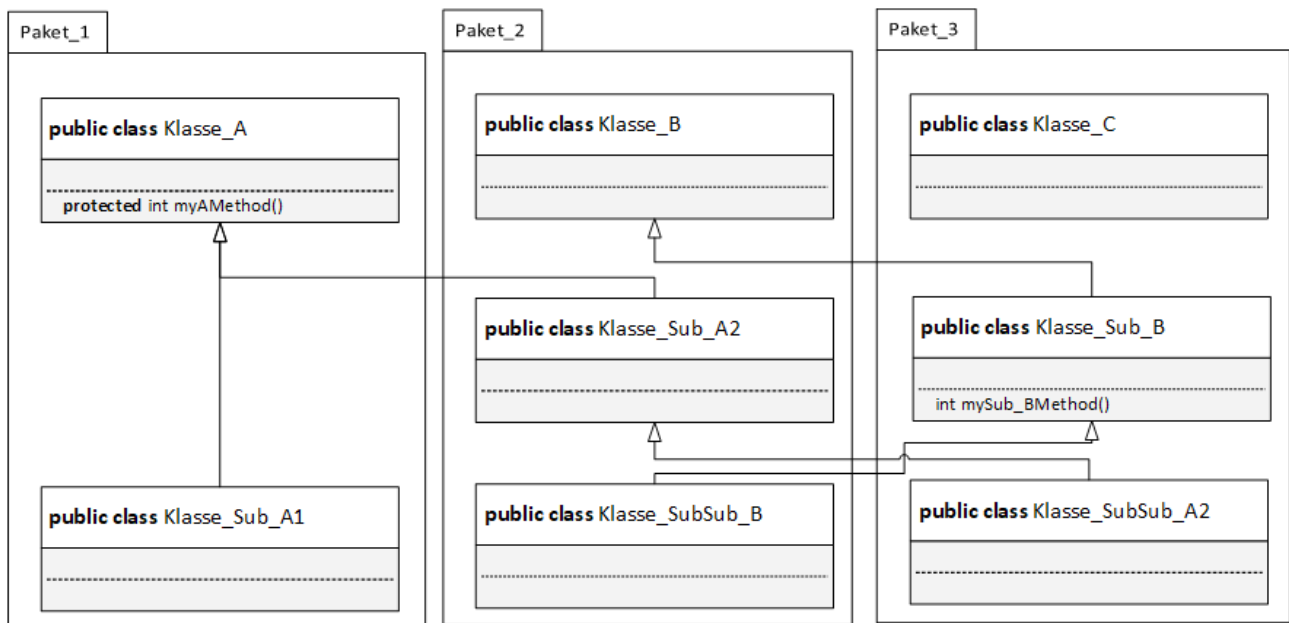 Paket_1
public class Klasse_A
protected int myAMethod()
public class Klasse_Sub_A1
Paket_2
public class Klasse_B
public class Klasse_Sub_A2
public class Klasse_SubSub_B
Paket_3
public class Klasse_C
public class Klasse_Sub_B
int mySub_BMethod()
public class Klasse_SubSub_A2